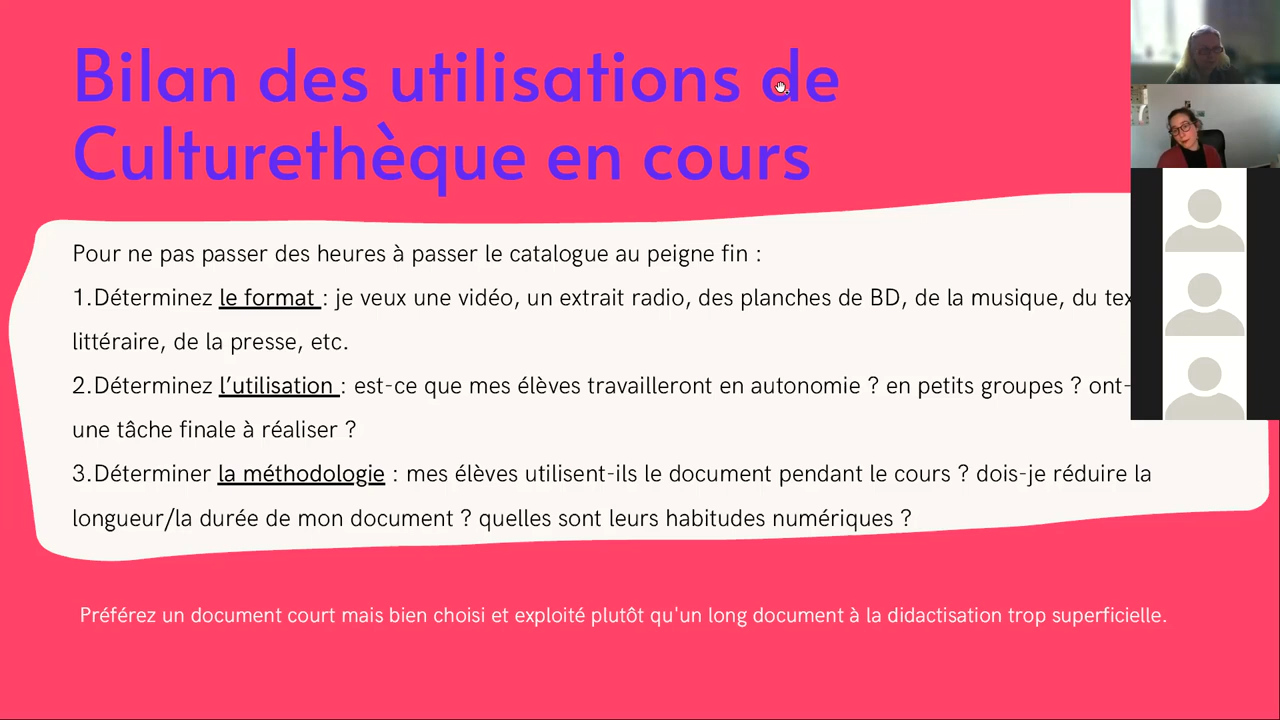 Bilan des utilisations de
Culturethèque en cours
Pour ne pas passer des heures à passer le catalogue au peigne fin :
1.Déterminez le format : je veux une vidéo, un extrait radio, des planches de BD, de la musique, du
littéraire, de la presse, etc.
2.Déterminez l’utilisation : est-ce que mes élèves travailleront en autonomie ? en petits groupes ? ont-
une tâche finale à réaliser ?
3.Déterminer la méthodologie : mes élèves utilisent-ils le document pendant le cours ? dois-je réduire la
longueur/la durée de mon document ? quelles sont leurs habitudes numériques ?
Préférez un document court mais bien choisi et exploité plutôt qu'un long document à la didactisation trop superficielle.